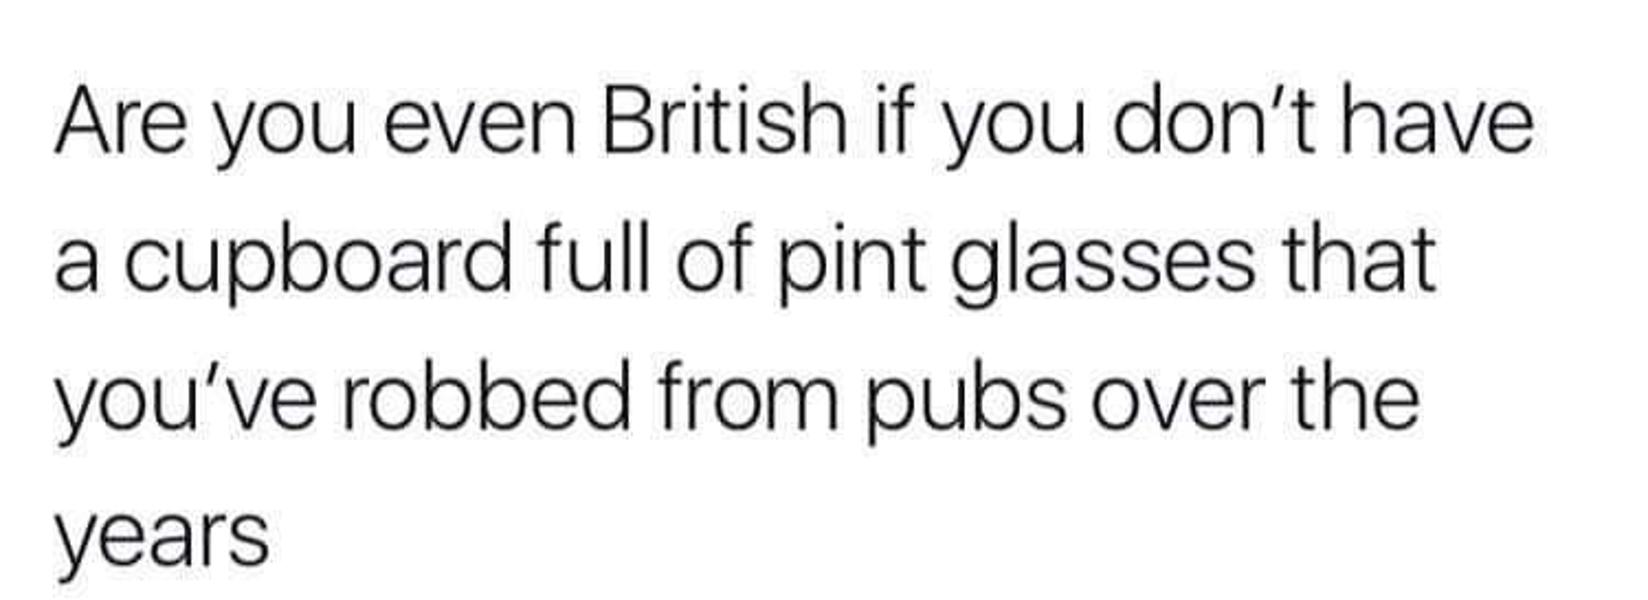 Are you even British if you don’t have
a cupboard full of pint glasses that
you’ve robbed from pubs over the
years